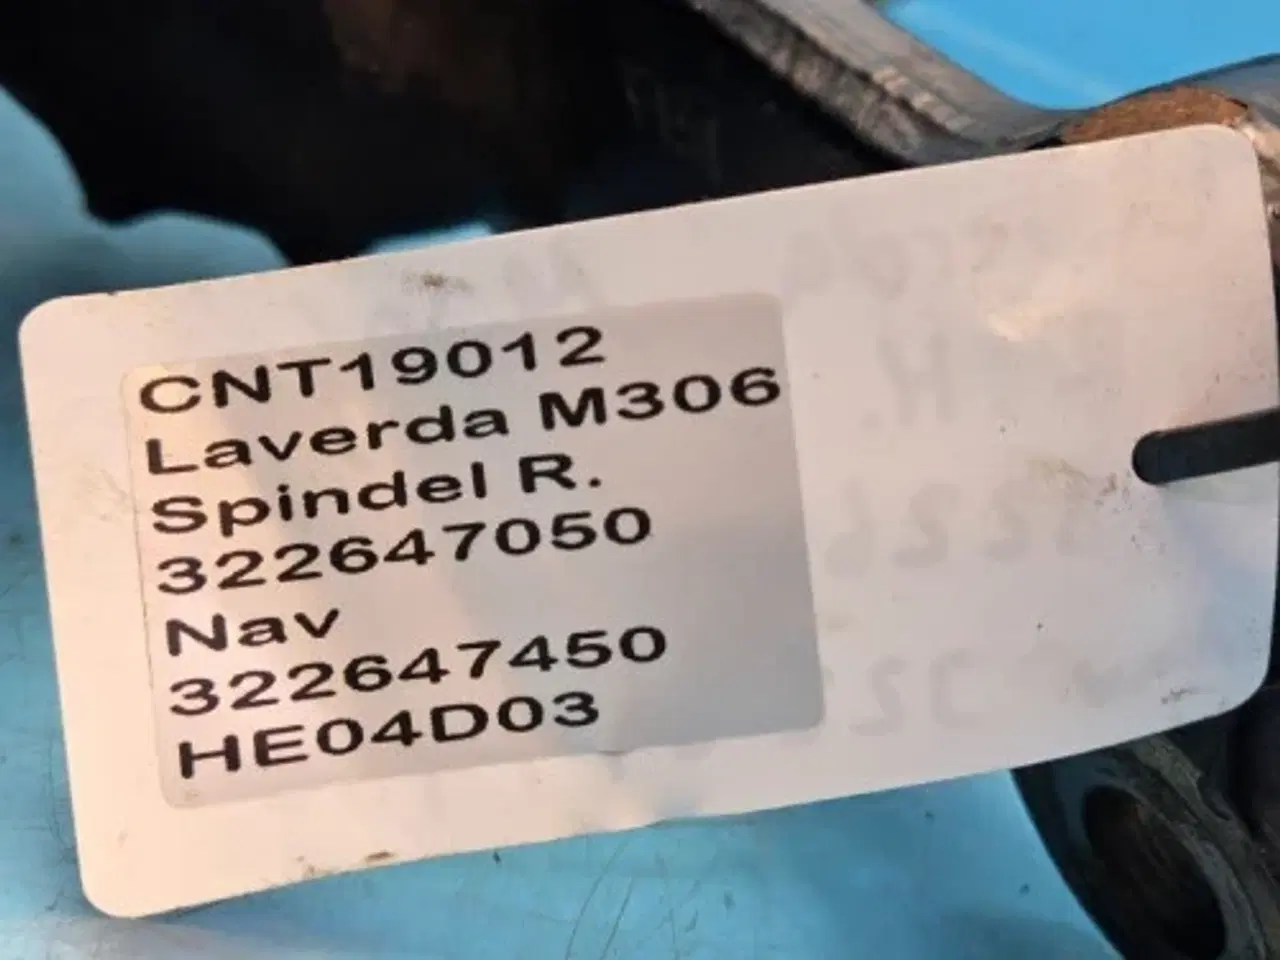 CNT19012
Laverda M306
Spindel R.
322647050
Nav
322647450
HE04D03